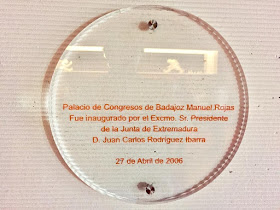 Palacio de Congresos de Badajoz Manuel Rojas
Fue inaugurado por el Excmo. Sr. Presidente
de la Junta de Extremadura
D. Juan Carlos Rodríguez Ibarra
27 de Abril de 2006